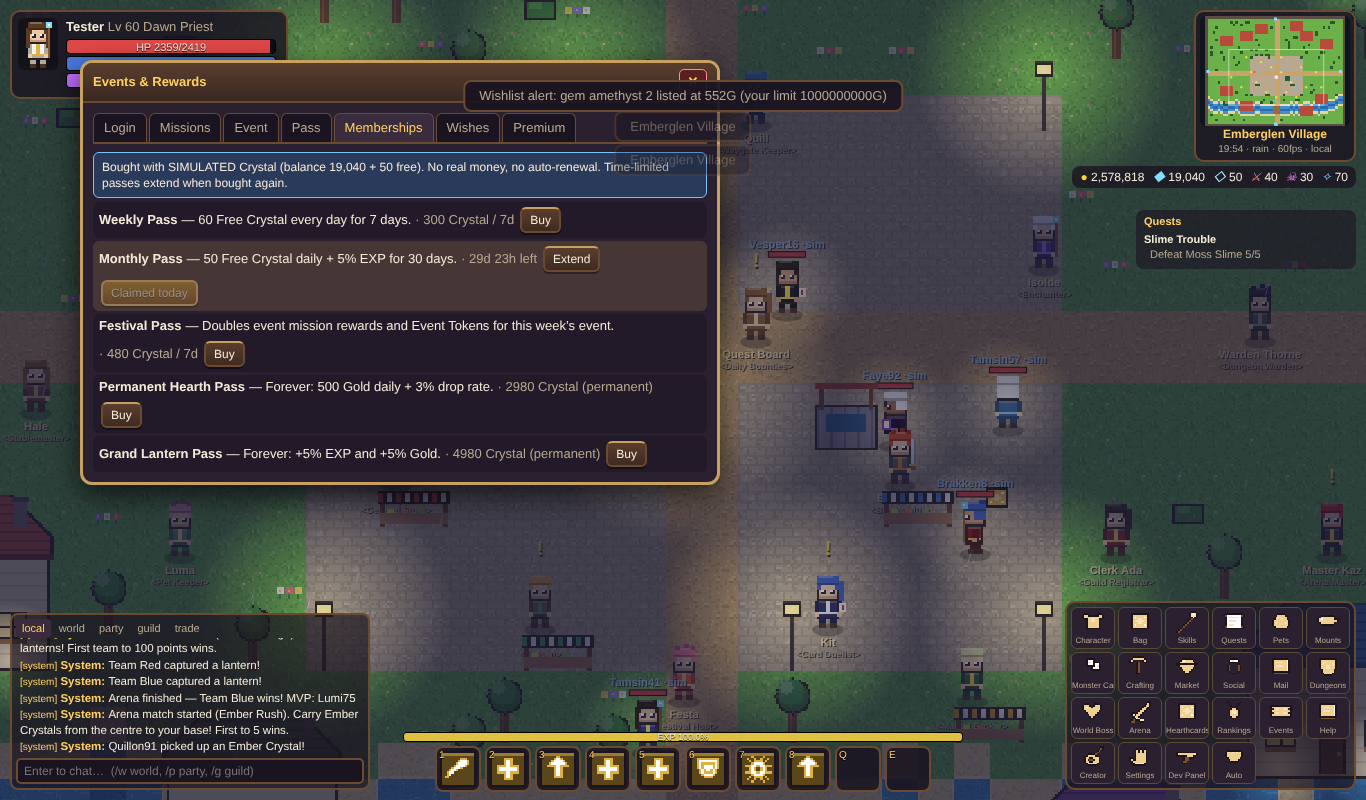 Tester Lv 60 Dawn Priest
HP 2359/2419
Events & Rewards
Wishlist alert: gem amethyst 2 listed at 552G (your limit 1000000000G)
Login
Missions
Event
Pass
Memberships
Wishes
Premium
Emberglen Village
Emberglen Village
Bought with SIMULATED Crystal (balance 19,040 + 50 free). No real money, no auto-renewal. Time-limited
passes extend when bought again.
Weekly Pass — 60 Free Crystal every day for 7 days. · 300 Crystal / 7d Buy
Monthly Pass — 50 Free Crystal daily + 5% EXP for 30 days. · 29d 23h left Extend
Claimed today
Festival Pass — Doubles event mission rewards and Event Tokens for this week's event.
· 480 Crystal / 7d Buy
Permanent Hearth Pass — Forever: 500 Gold daily + 3% drop rate. · 2980 Crystal (permanent)
Buy
Grand Lantern Pass — Forever: +5% EXP and +5% Gold. · 4980 Crystal (permanent) Buy
Emberglen Village
19:54 · rain · 60fps · local
2,578,818 19,040 50 40 30 70
Quests
Slime Trouble
Defeat Moss Slime 5/5
Quill
Vesper16 ·sim
Isolde
<Enchanter>
Quest Board
<Daily Bounties>
Warden Thorne
<Dungeon Warden>
Tamsin57 ·sim
Faye92 ·sim
Hale
<Stablemaster>
Brakken8 ·sim
Luma
<Pet Keeper>
Clerk Ada
<Guild Registrar>
Master Kaz
<Arena Master>
Kit
<Card Duelist>
Tamsin41 ·sim
Festa
local
world
party
guild
trade
lanterns! First team to 100 points wins.
[system] System: Team Red captured a lantern!
[system] System: Team Blue captured a lantern!
[system] System: Arena finished — Team Blue wins! MVP: Lumi75
[system] System: Arena match started (Ember Rush). Carry Ember
Crystals from the centre to your base! First to 5 wins.
[system] System: Quillon91 picked up an Ember Crystal!
Enter to chat… (/w world, /p party, /g guild)
EXP 100.0%
1 2 3 4 5 6 7 8 Q E
Character
Bag
Skills
Quests
Pets
Mounts
Monster Ca
Crafting
Market
Social
Mail
Dungeons
World Boss
Arena
Hearthcards
Rankings
Events
Help
Creator
Settings
Dev Panel
Auto